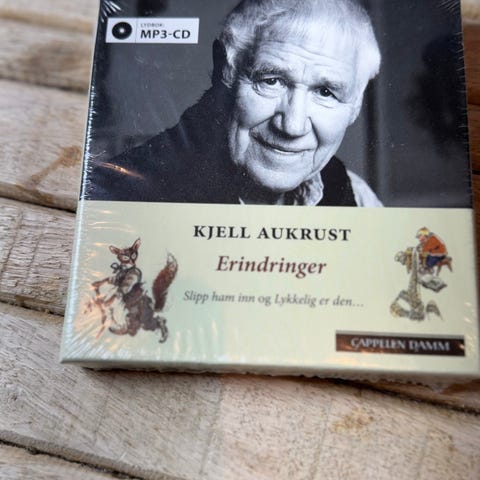 LYDBOK:
MP3-CD
KJELL AUKRUST
Erindringer
Slipp ham inn og Lykkelig er den...
CAPPELEN DAMM